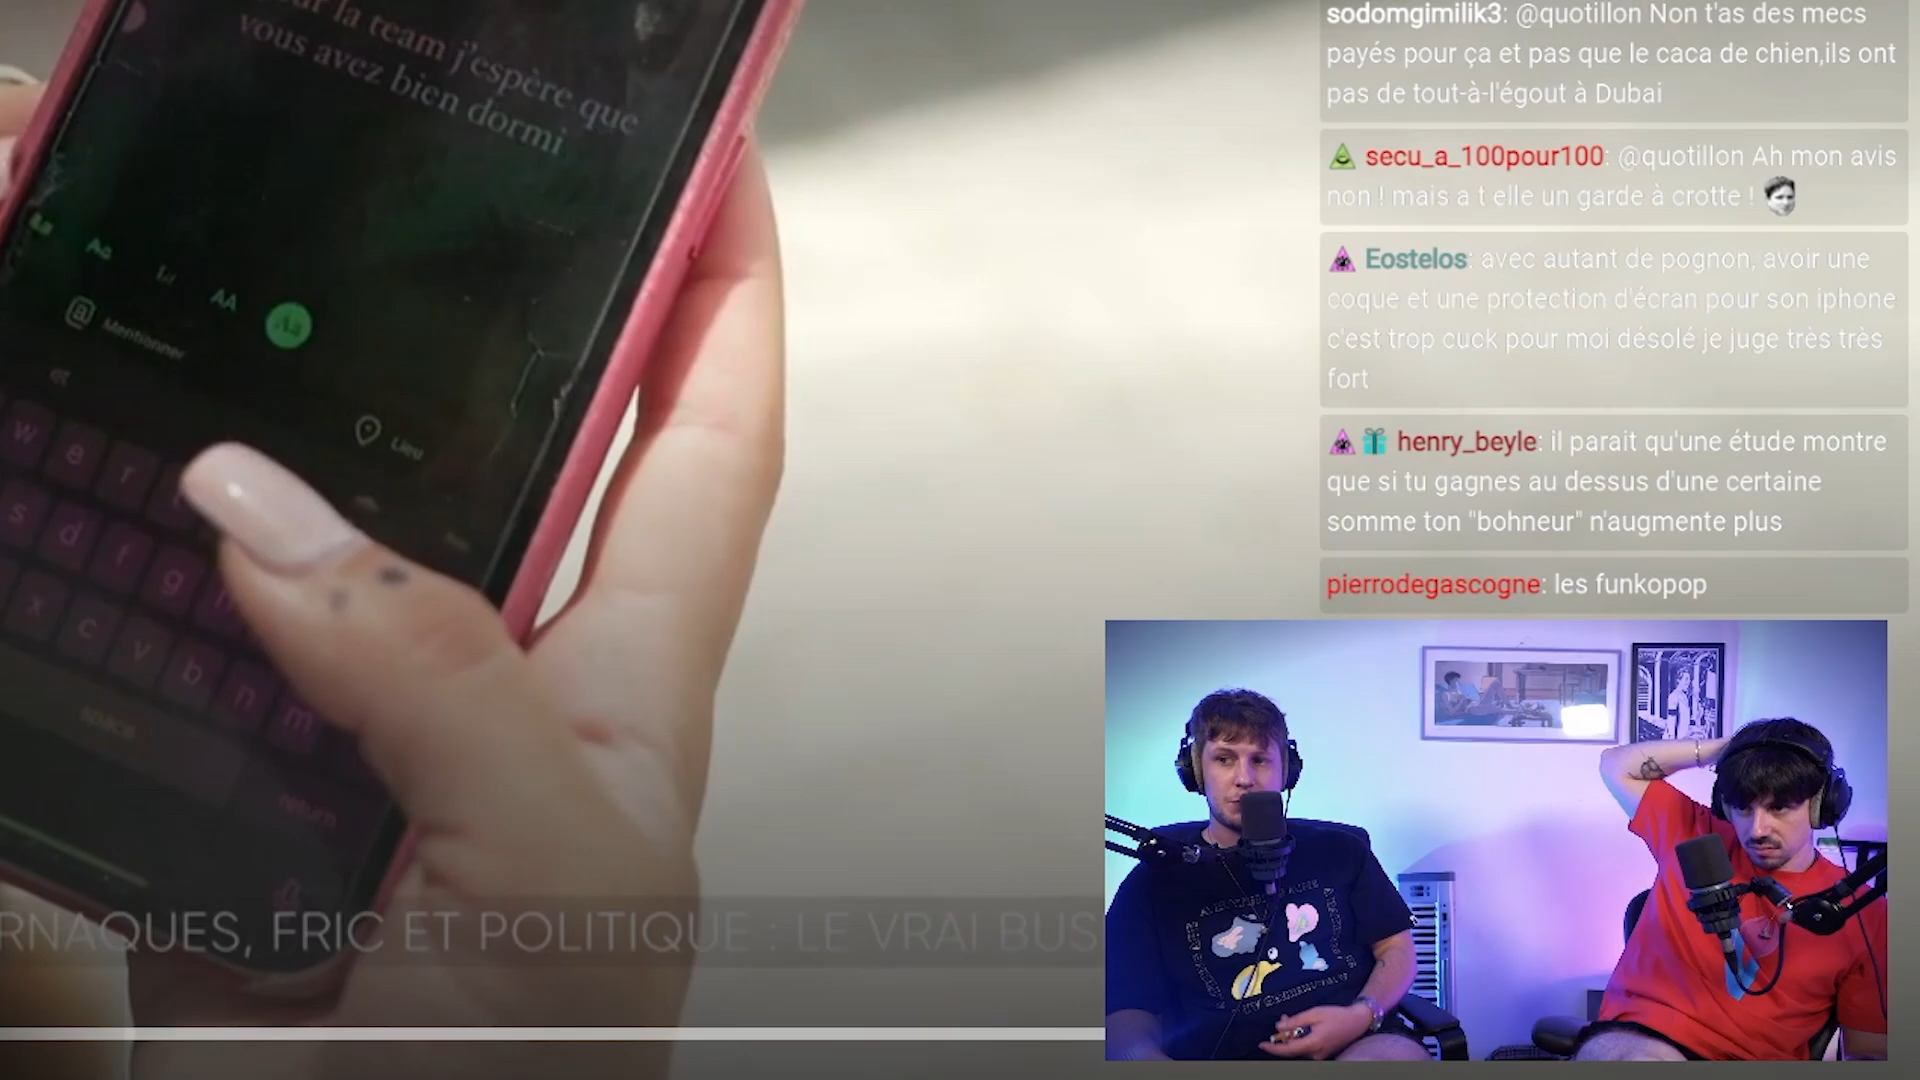 la team j'espère que
vous avez bien dormi
Aa
AA
Aa
Mentionner
Lieu
et
w e r
s d f g h
x c v b n m
space
return
RNAQUES, FRIC ET POLITIQUE : LE VRAI BUS
sodomgimilik3: @quotillon Non t'as des mecs
payés pour ça et pas que le caca de chien,ils ont
pas de tout-à-l'égout à Dubai
secu_a_100pour100: @quotillon Ah mon avis
non ! mais a t elle un garde à crotte !
Eostelos: avec autant de pognon, avoir une
coque et une protection d'écran pour son iphone
c'est trop cuck pour moi désolé je juge très très
fort
henry_beyle: il parait qu'une étude montre
que si tu gagnes au dessus d'une certaine
somme ton "bohneur" n'augmente plus
pierrodegascogne: les funkopop